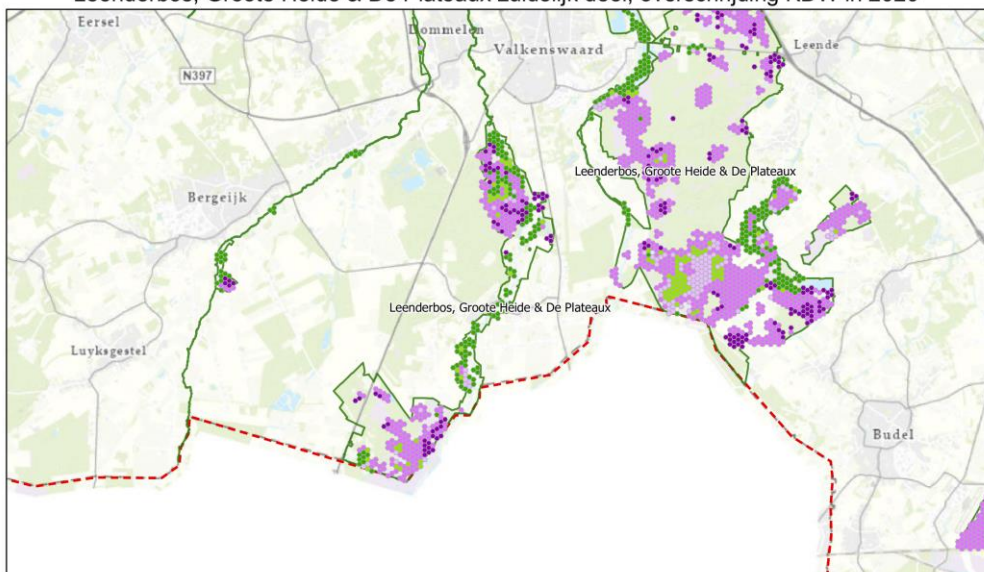 Leenderbos, Groote Heide & De Plateaux zuidelijk deel, overschrijding KDW in 2020
Eersel
Dommelen
Valkenswaard
Leende
N397
Leenderbos, Groote Heide & De Plateaux
Bergeijk
Leenderbos, Groote Heide & De Plateaux
Luyksgestel
Budel